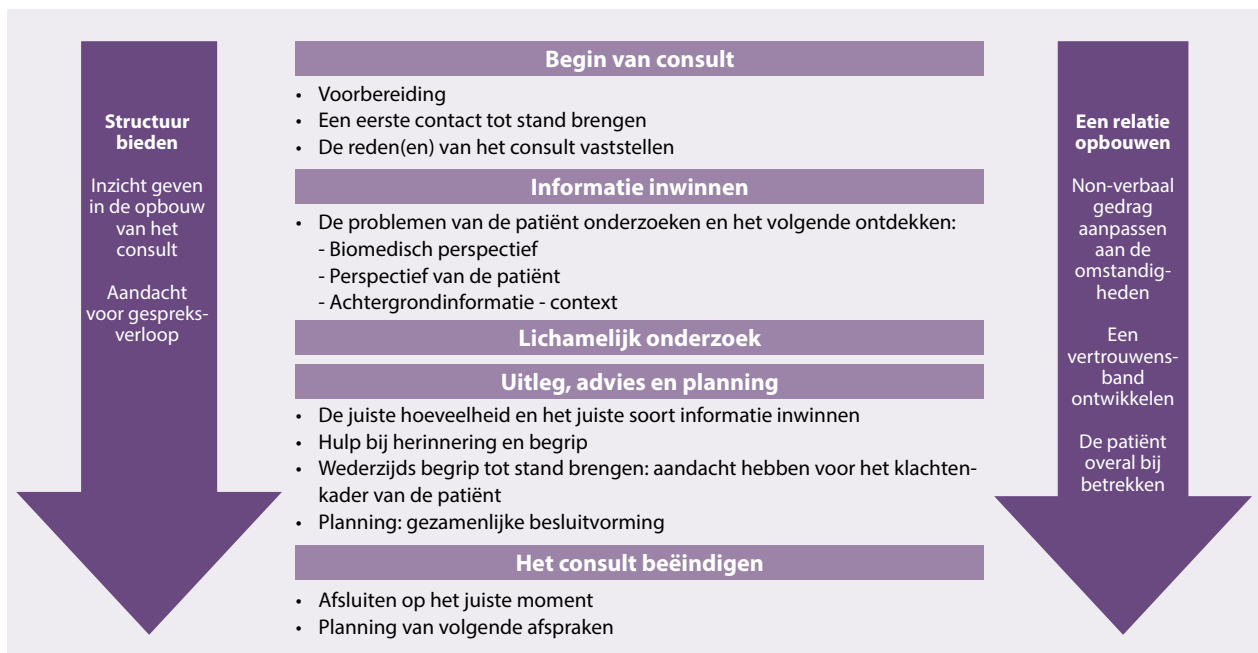 Structuur
bieden
Inzicht geven
in de opbouw
van het
consult
Aandacht
voor gespreks-
verloop
Begin van consult
• Voorbereiding
• Een eerste contact tot stand brengen
• De reden(en) van het consult vaststellen
Informatie inwinnen
• De problemen van de patiënt onderzoeken en het volgende ontdekken:
- Biomedisch perspectief
- Perspectief van de patiënt
- Achtergrondinformatie - context
Lichamelijk onderzoek
Uitleg, advies en planning
• De juiste hoeveelheid en het juiste soort informatie inwinnen
• Hulp bij herinnering en begrip
• Wederzijds begrip tot stand brengen: aandacht hebben voor het klachten-
kader van de patiënt
• Planning: gezamenlijke besluitvorming
Het consult beëindigen
• Afsluiten op het juiste moment
• Planning van volgende afspraken
Een relatie
opbouwen
Non-verbaal
gedrag
aanpassen
aan de
omstandig-
heden
Een
vertrouwens-
band
ontwikkelen
De patiënt
overal bij
betrekken